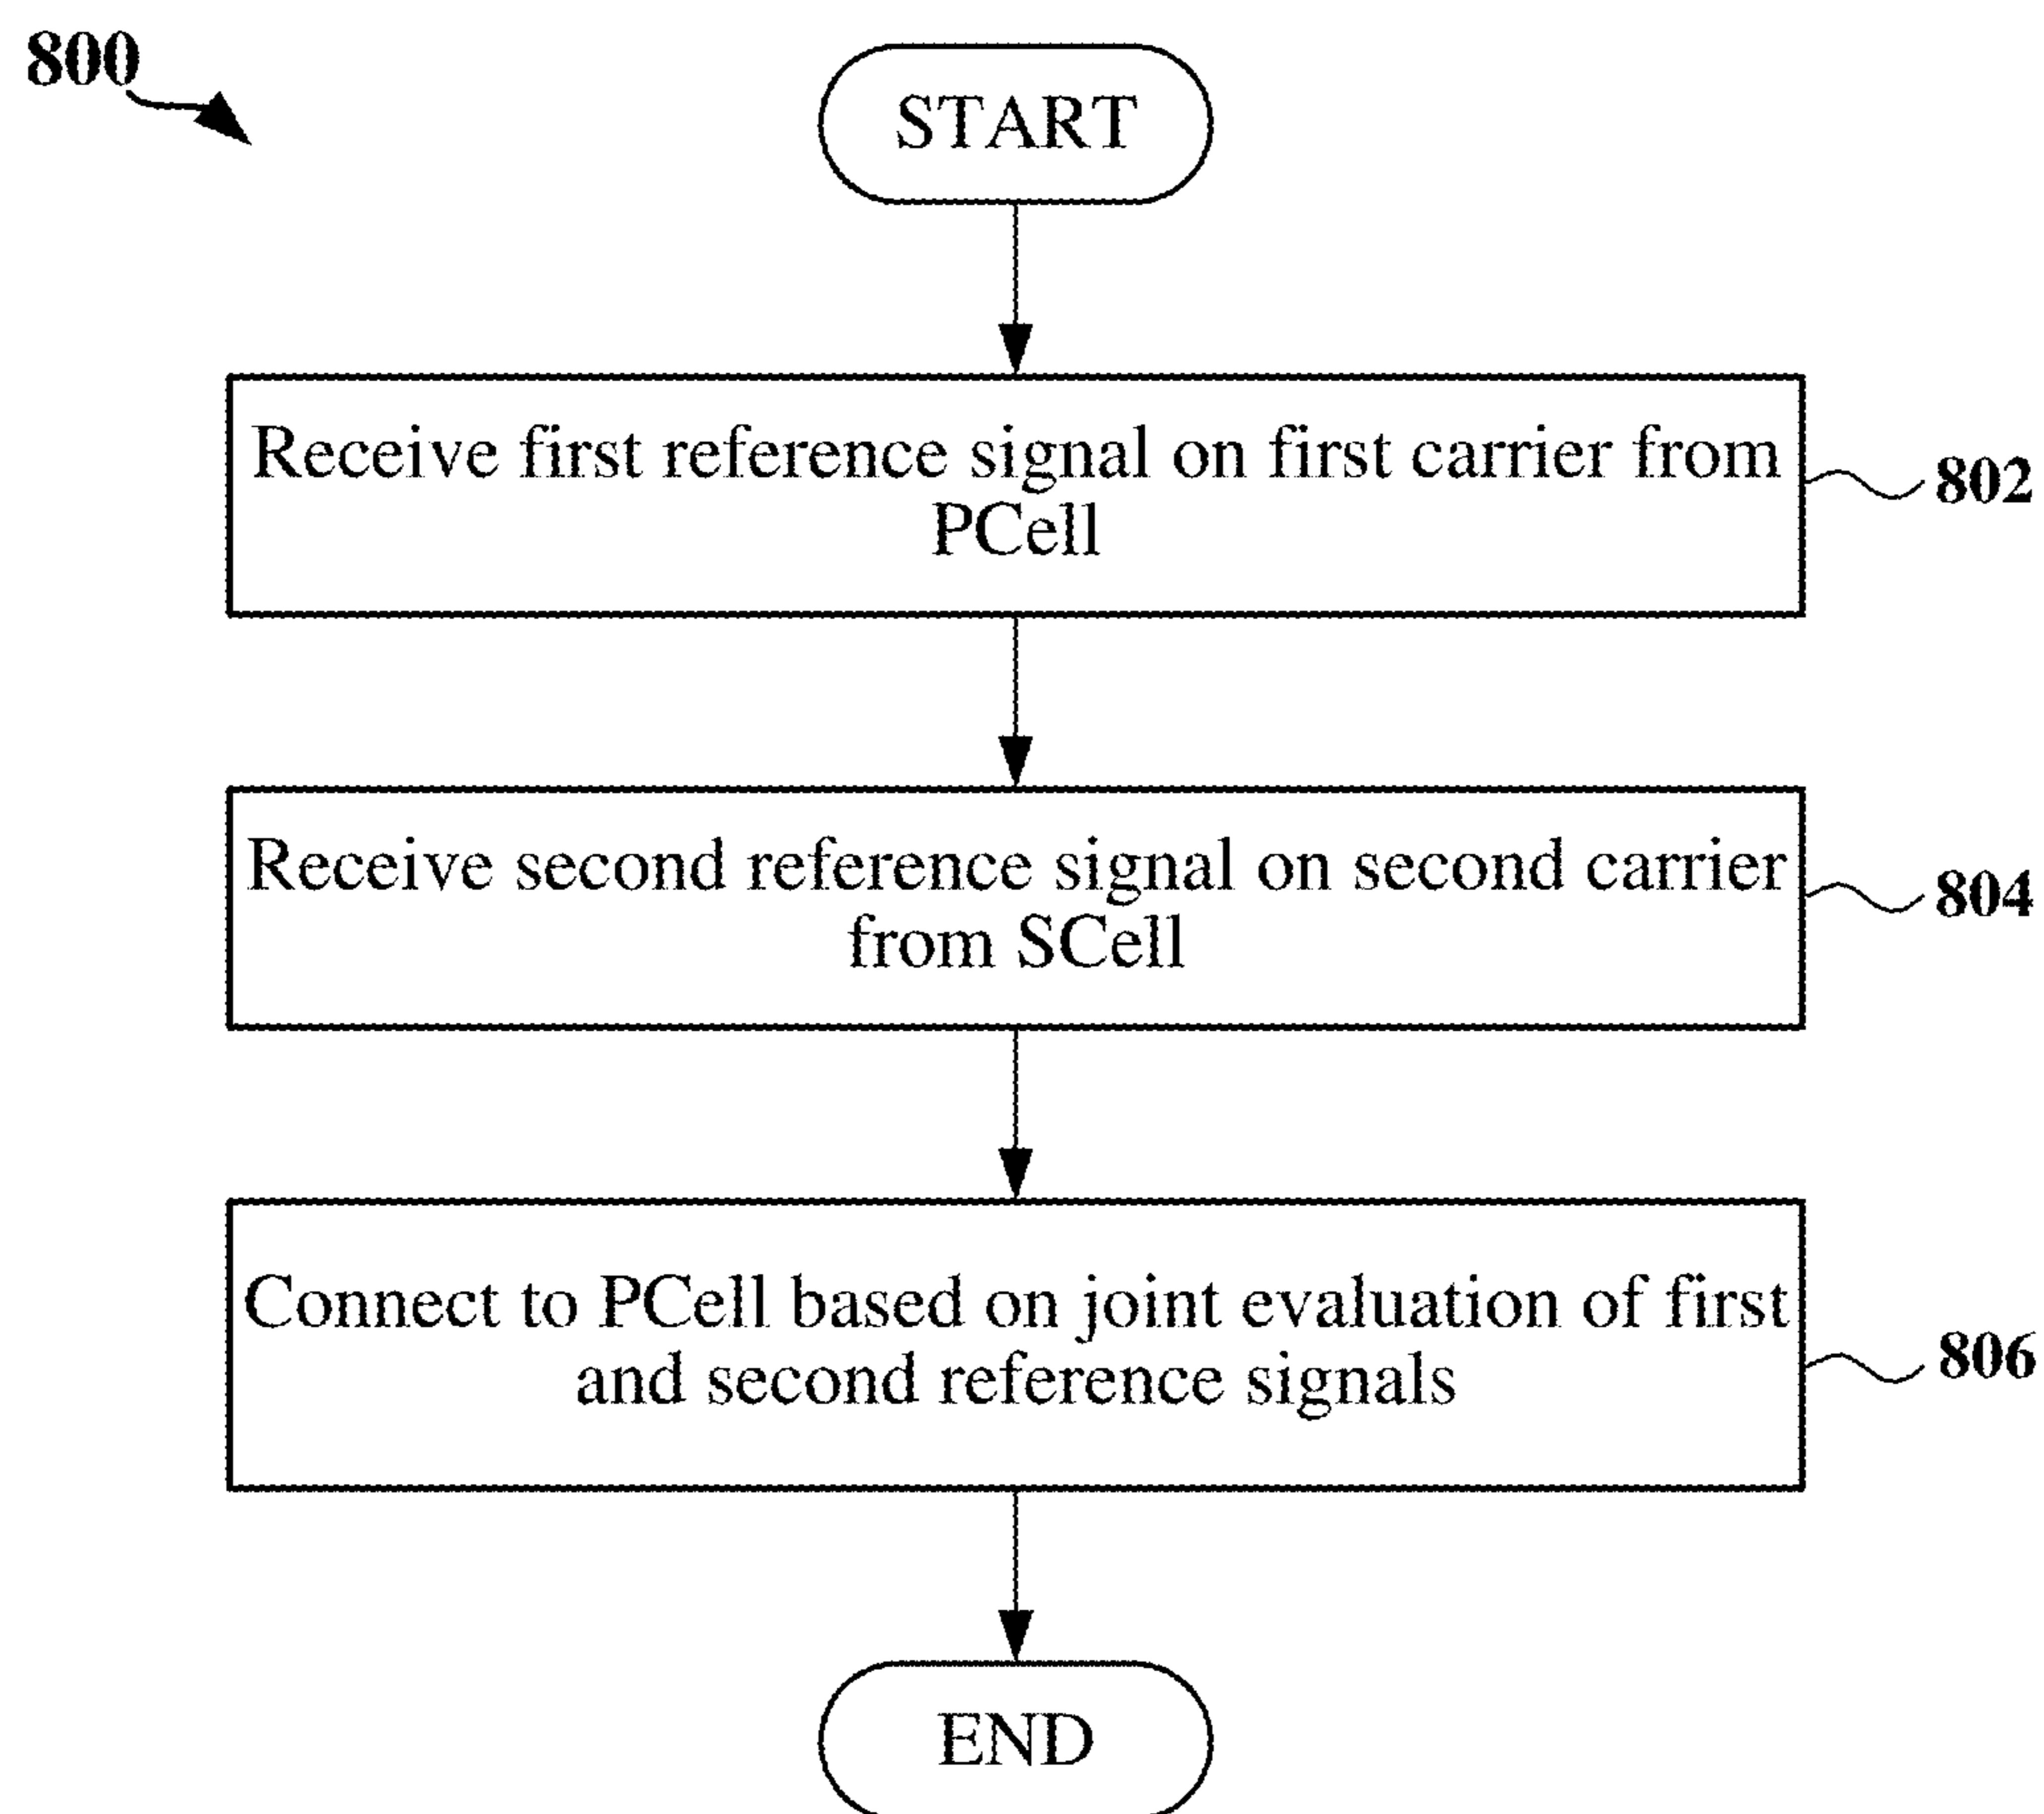 800
START
Receive first reference signal on first carrier from
PCell
802
Receive second reference signal on second carrier
from SCell
804
Connect to PCell based on joint evaluation of first
and second reference signals
806
END